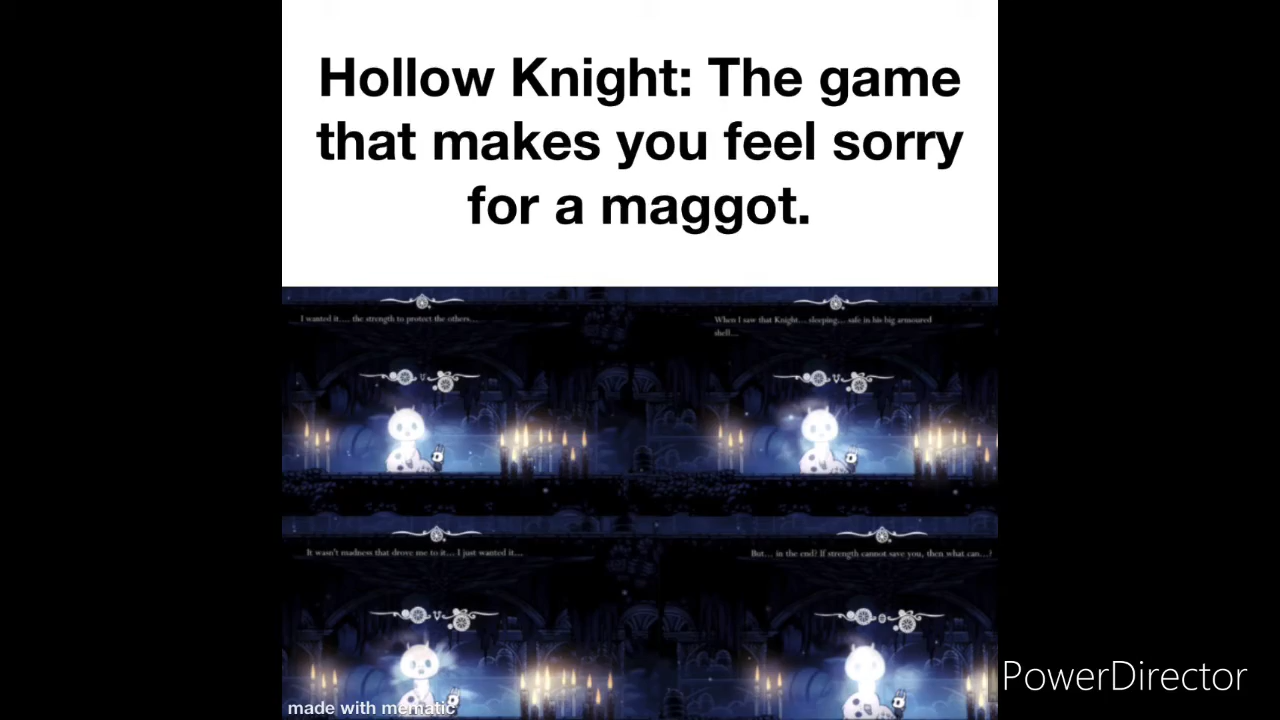 Hollow Knight: The game
that makes you feel sorry
for a maggot.
I wanted it.... the strength to protect the others....
When I saw that Knight... sleeping... safe in his big armoured
shell....
It wasn't madness that drove me to it... I just wanted it....
But... in the end? If strength cannot save you, then what can...?
made with mematic
PowerDirector